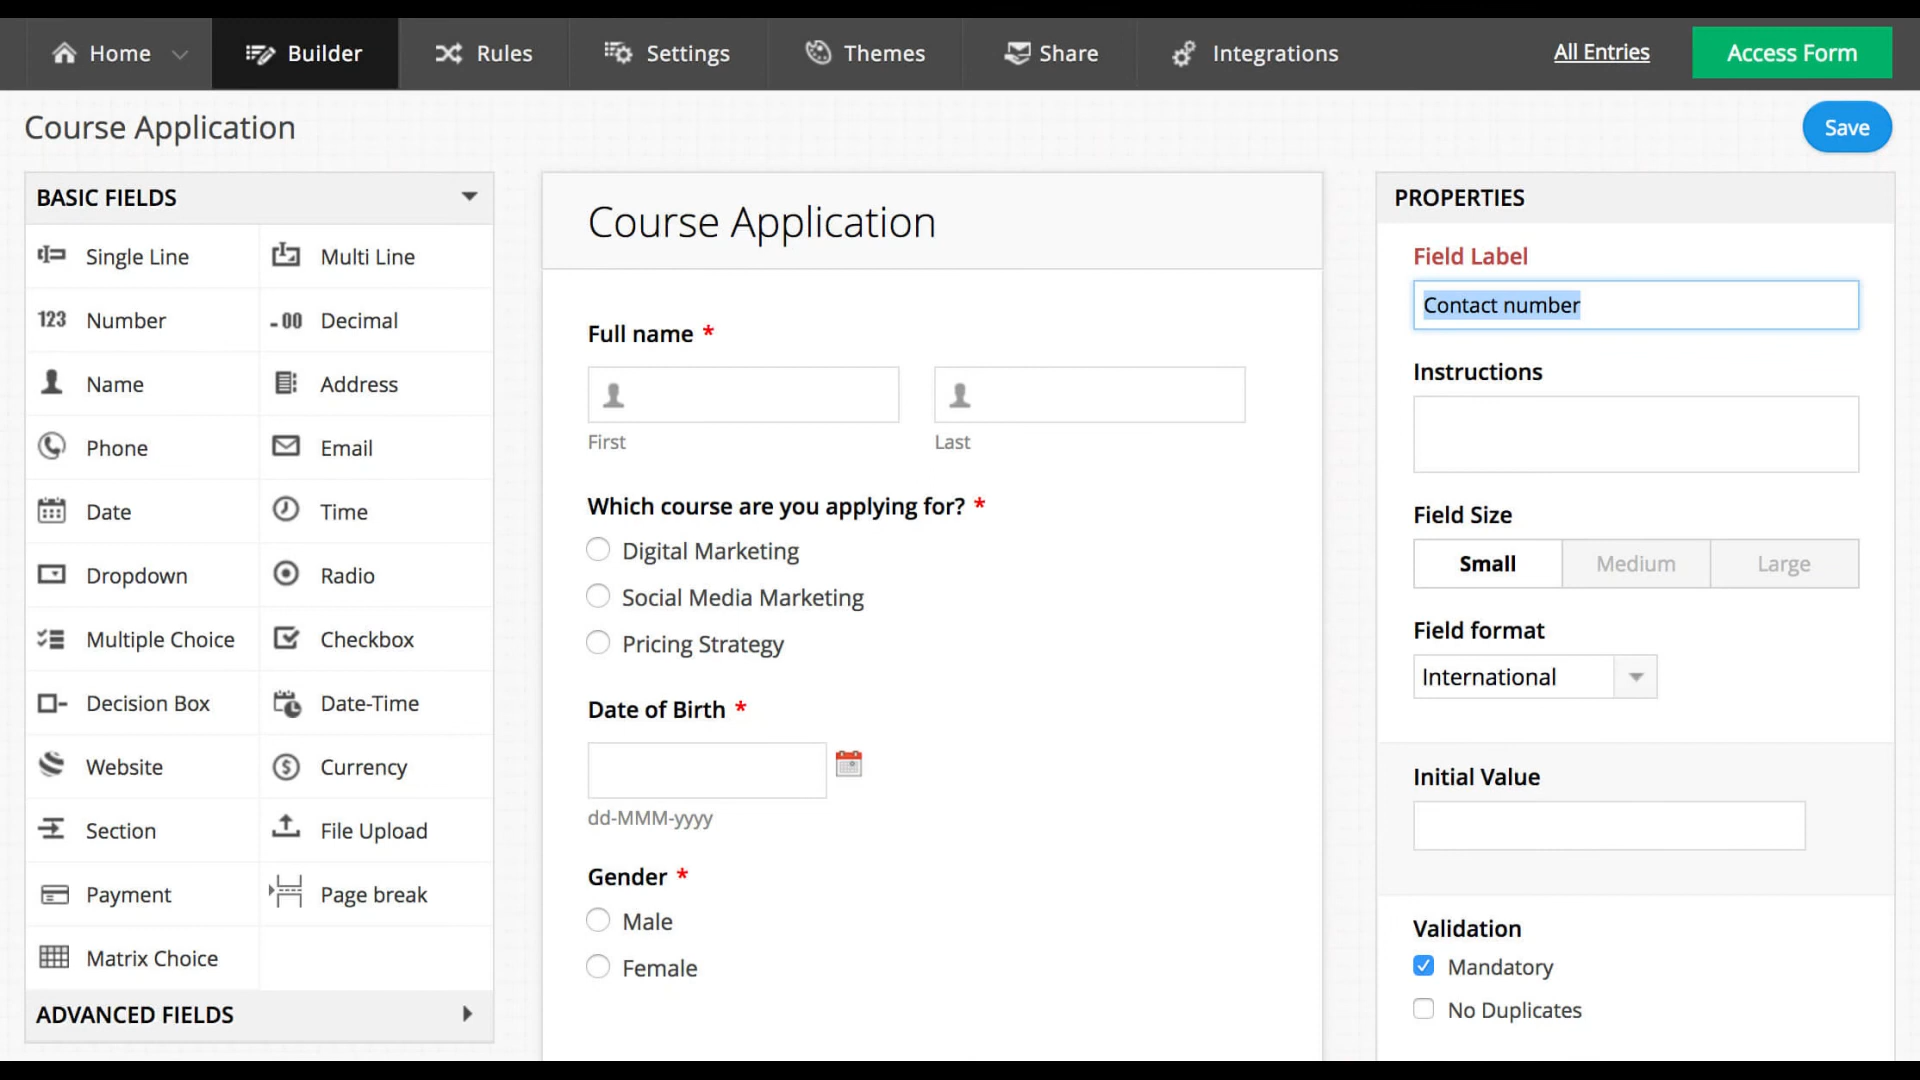 Home
Builder
Rules
Settings
Themes
Share
Integrations
All Entries
Access Form
Course Application
Save
BASIC FIELDS
Single Line
Multi Line
123 Number
.00 Decimal
Name
Address
Phone
Email
Date
Time
Dropdown
Radio
Multiple Choice
Checkbox
Decision Box
Date-Time
Website
Currency
Section
File Upload
Payment
Page break
Matrix Choice
ADVANCED FIELDS
Course Application
Full name *
First
Last
Which course are you applying for? *
Digital Marketing
Social Media Marketing
Pricing Strategy
Date of Birth *
dd-MMM-yyyy
Gender *
Male
Female
PROPERTIES
Field Label
Contact number
Instructions
Field Size
Small
Medium
Large
Field format
International
Initial Value
Validation
Mandatory
No Duplicates